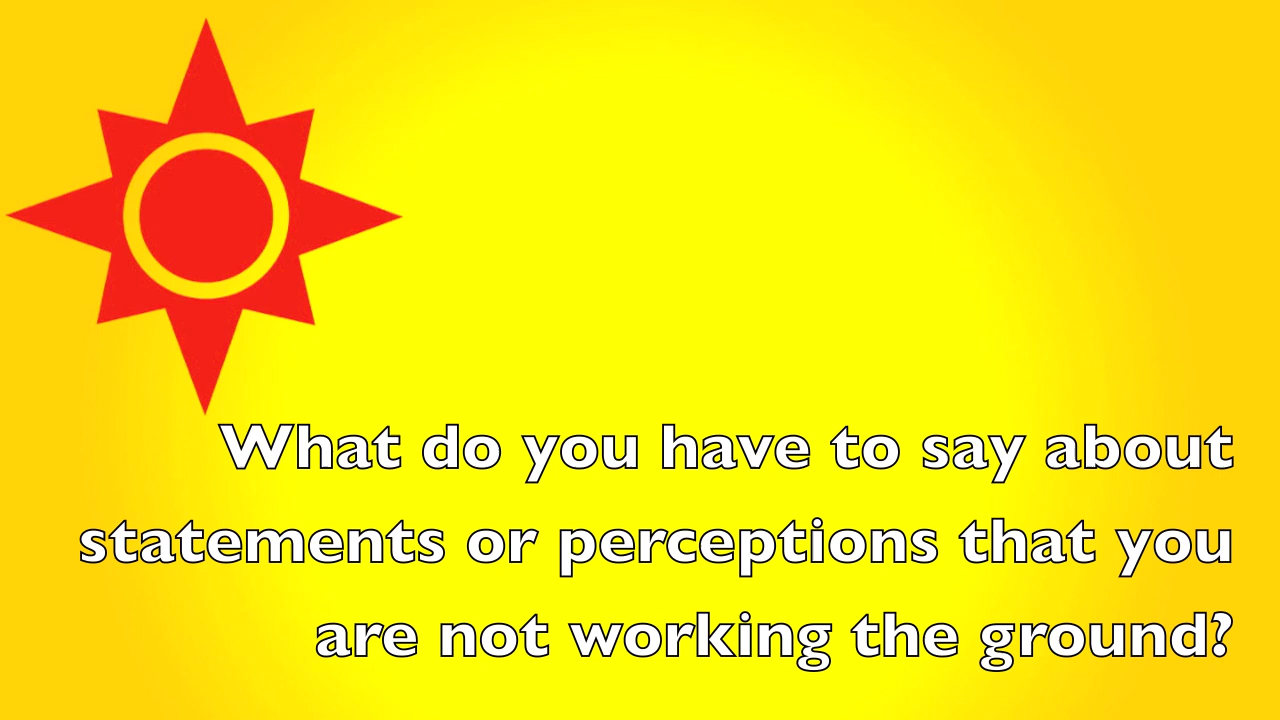 What do you have to say about
statements or perceptions that you
are not working the ground?